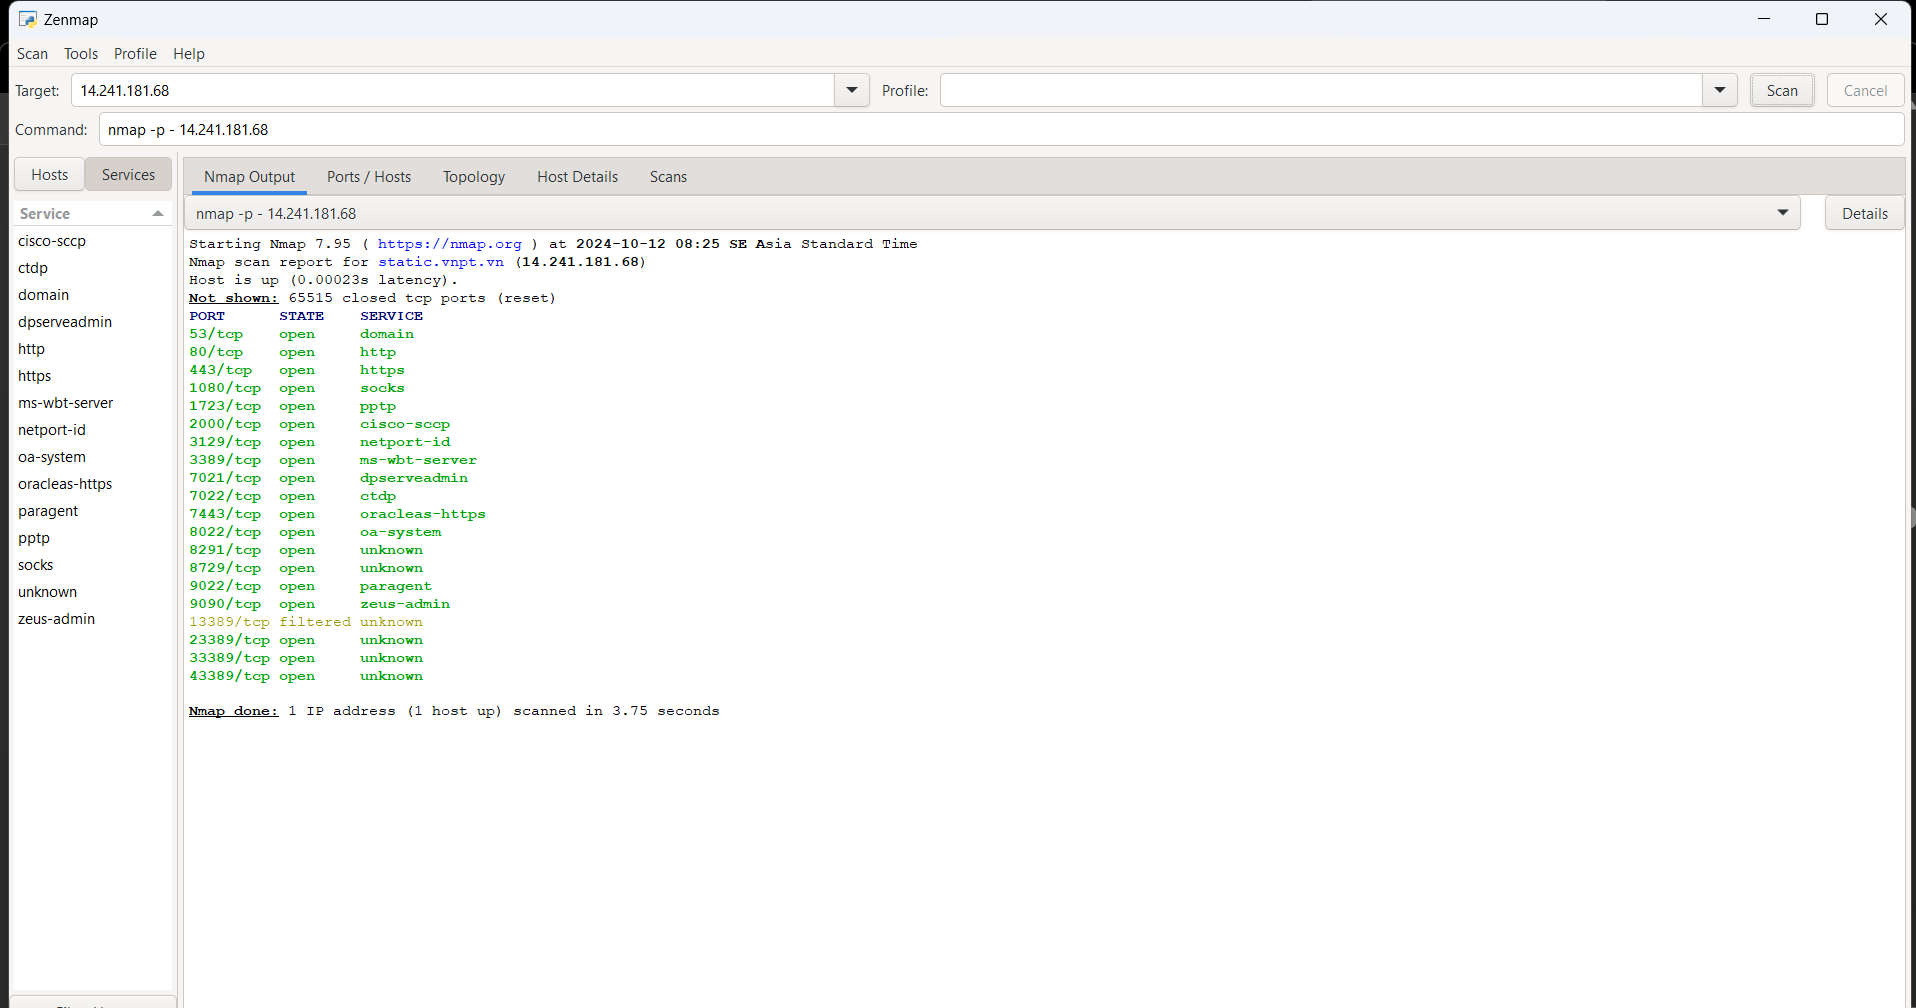 Zenmap
Scan Tools Profile Help
Target: 14.241.181.68 Profile: Scan Cancel
Command: nmap -p - 14.241.181.68
Hosts Services
Nmap Output Ports / Hosts Topology Host Details Scans
Service
cisco-sccp
ctdp
domain
dpserveadmin
http
https
ms-wbt-server
netport-id
oa-system
oracleas-https
paragent
pptp
socks
unknown
zeus-admin
nmap -p - 14.241.181.68 Details
Starting Nmap 7.95 ( https://nmap.org ) at 2024-10-12 08:25 SE Asia Standard Time
Nmap scan report for static.vnpt.vn (14.241.181.68)
Host is up (0.00023s latency).
Not shown: 65515 closed tcp ports (reset)
PORT STATE SERVICE
53/tcp open domain
80/tcp open http
443/tcp open https
1080/tcp open socks
1723/tcp open pptp
2000/tcp open cisco-sccp
3129/tcp open netport-id
3389/tcp open ms-wbt-server
7021/tcp open dpserveadmin
7022/tcp open ctdp
7443/tcp open oracleas-https
8022/tcp open oa-system
8291/tcp open unknown
8729/tcp open unknown
9022/tcp open paragent
9090/tcp open zeus-admin
13389/tcp filtered unknown
23389/tcp open unknown
33389/tcp open unknown
43389/tcp open unknown
Nmap done: 1 IP address (1 host up) scanned in 3.75 seconds